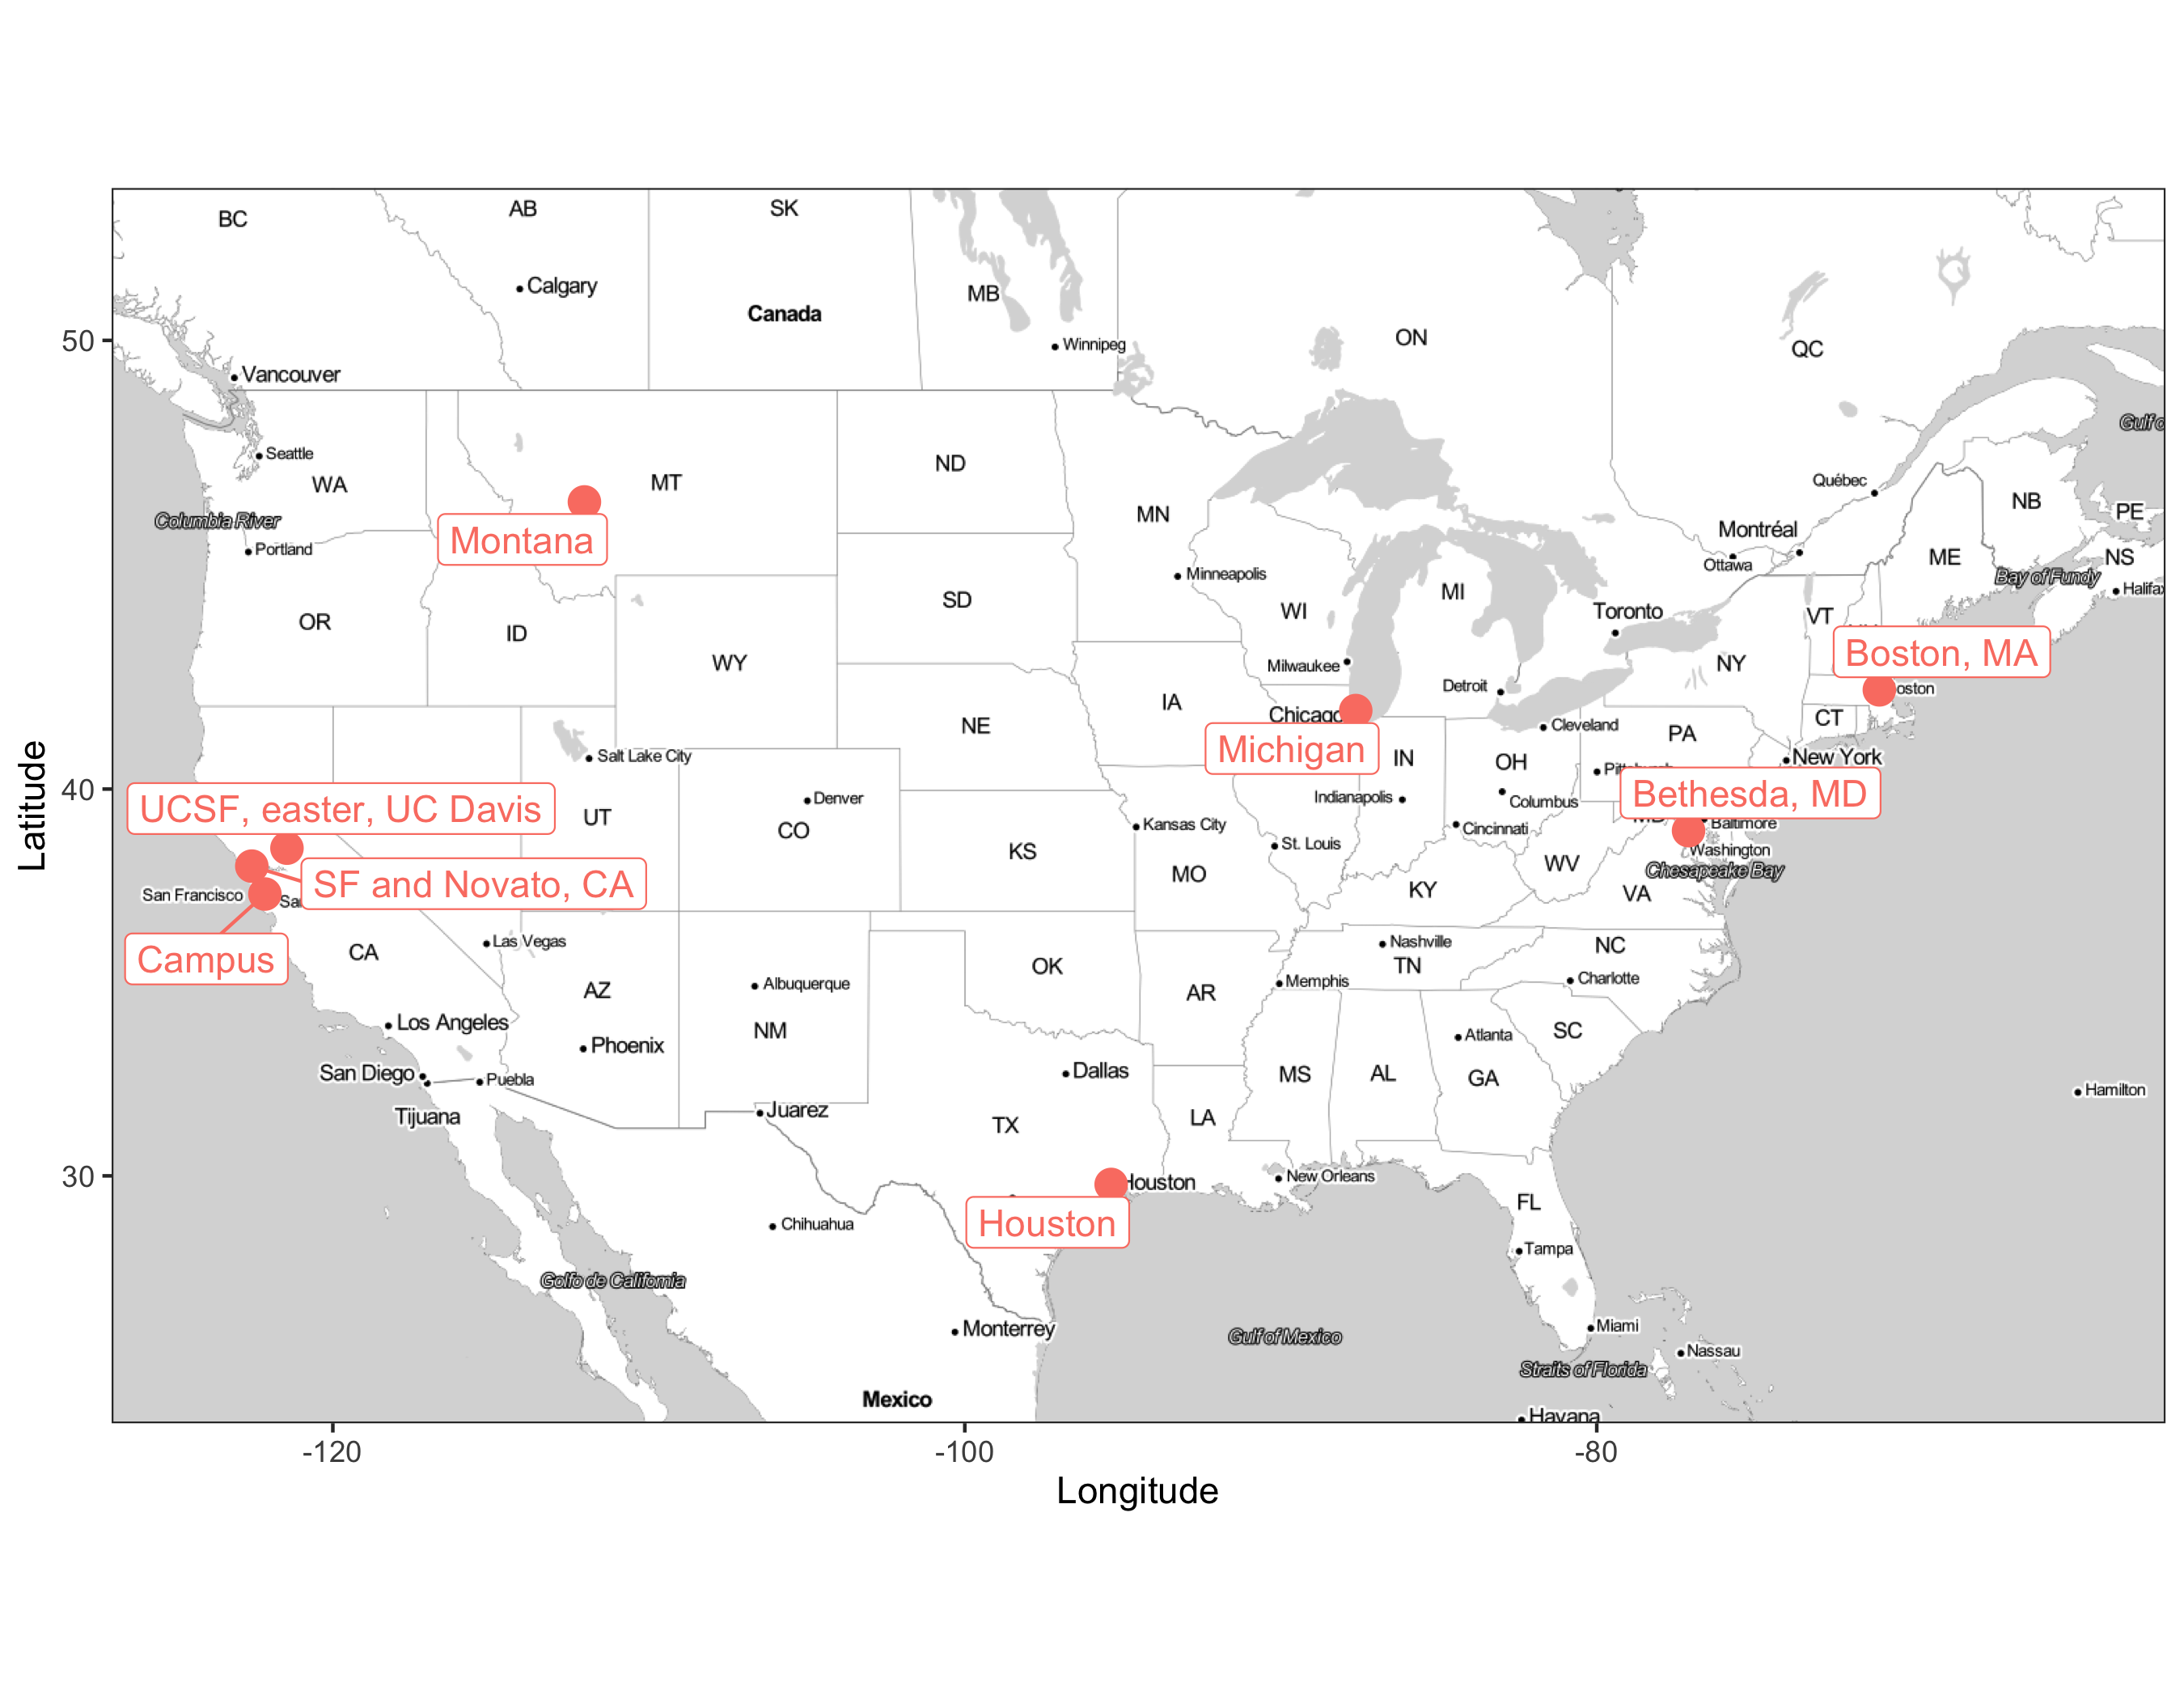 BC
AB
SK
Calgary
Canada
MB
Winnipeg
ON
QC
Vancouver
Gulf o
Seattle
WA
MT
ND
Québec
NB
PE
Columbia River
Portland
Montana
MN
Montréal
Ottawa
ME
NS
Bay of Fundy
Halifax
Minneapolis
SD
WI
MI
Toronto
VT
OR
ID
WY
Milwaukee
NY
Boston, MA
Detroit
oston
IA
Chicago
Michigan
NE
Cleveland
PA
CT
New York
Salt Lake City
IN
OH
UCSF, easter, UC Davis
UT
Denver
CO
Indianapolis
Columbus
Bethesda, MD
MD
Baltimore
Washington
Chesapeake Bay
Kansas City
Cincinnati
St. Louis
KS
MO
WV
VA
KY
SF and Novato, CA
San Francisco
Sa
Campus
CA
Las Vegas
AZ
Albuquerque
NM
OK
AR
Nashville
TN
Memphis
NC
Charlotte
Los Angeles
Phoenix
San Diego
Puebla
Tijuana
Juarez
Dallas
TX
LA
MS
AL
Atlanta
GA
SC
Hamilton
Houston
Houston
New Orleans
FL
Tampa
Chihuahua
Golfo de California
Monterrey
Gulf of Mexico
Miami
Nassau
Straits of Florida
Mexico
Havana
50
40
30
Latitude
-120
-100
-80
Longitude